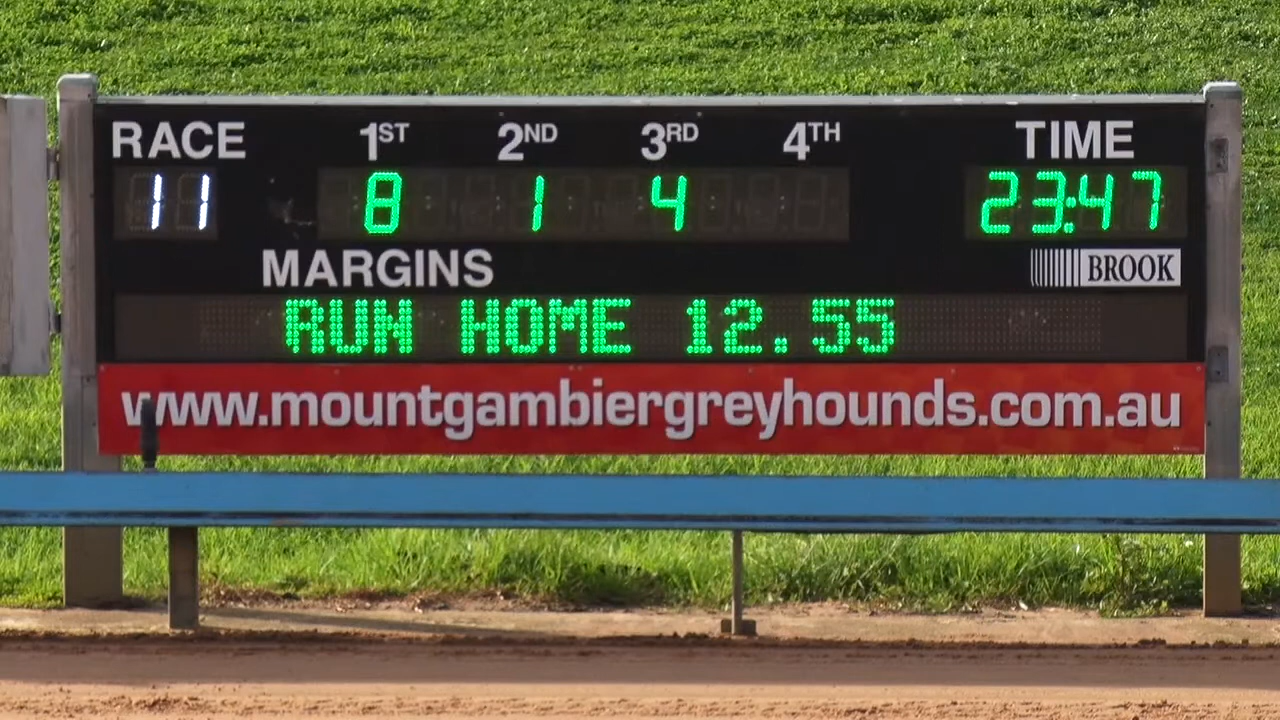 RACE 1ST 2ND 3RD 4TH TIME
11 8 1 4 23:47
MARGINS BROOK
RUN HOME 12.55
www.mountgambiergreyhounds.com.au